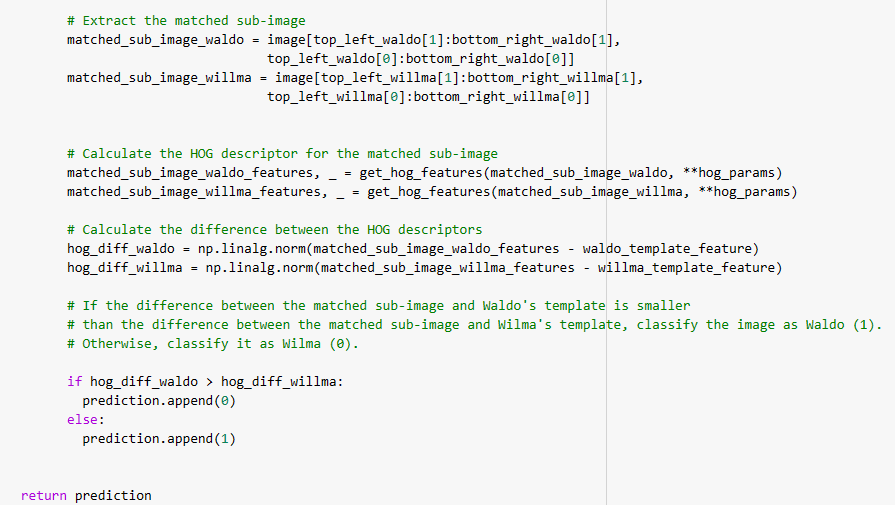 # Extract the matched sub-image
matched_sub_image_waldo = image[top_left_waldo[1]:bottom_right_waldo[1],
top_left_waldo[0]:bottom_right_waldo[0]]
matched_sub_image_willma = image[top_left_willma[1]:bottom_right_willma[1],
top_left_willma[0]:bottom_right_willma[0]]
# Calculate the HOG descriptor for the matched sub-image
matched_sub_image_waldo_features, _ = get_hog_features(matched_sub_image_waldo, **hog_params)
matched_sub_image_willma_features, _ = get_hog_features(matched_sub_image_willma, **hog_params)
# Calculate the difference between the HOG descriptors
hog_diff_waldo = np.linalg.norm(matched_sub_image_waldo_features - waldo_template_feature)
hog_diff_willma = np.linalg.norm(matched_sub_image_willma_features - willma_template_feature)
# If the difference between the matched sub-image and Waldo's template is smaller
# than the difference between the matched sub-image and Wilma's template, classify the image as Waldo (1).
# Otherwise, classify it as Wilma (0).
if hog_diff_waldo > hog_diff_willma:
prediction.append(0)
else:
prediction.append(1)
return prediction